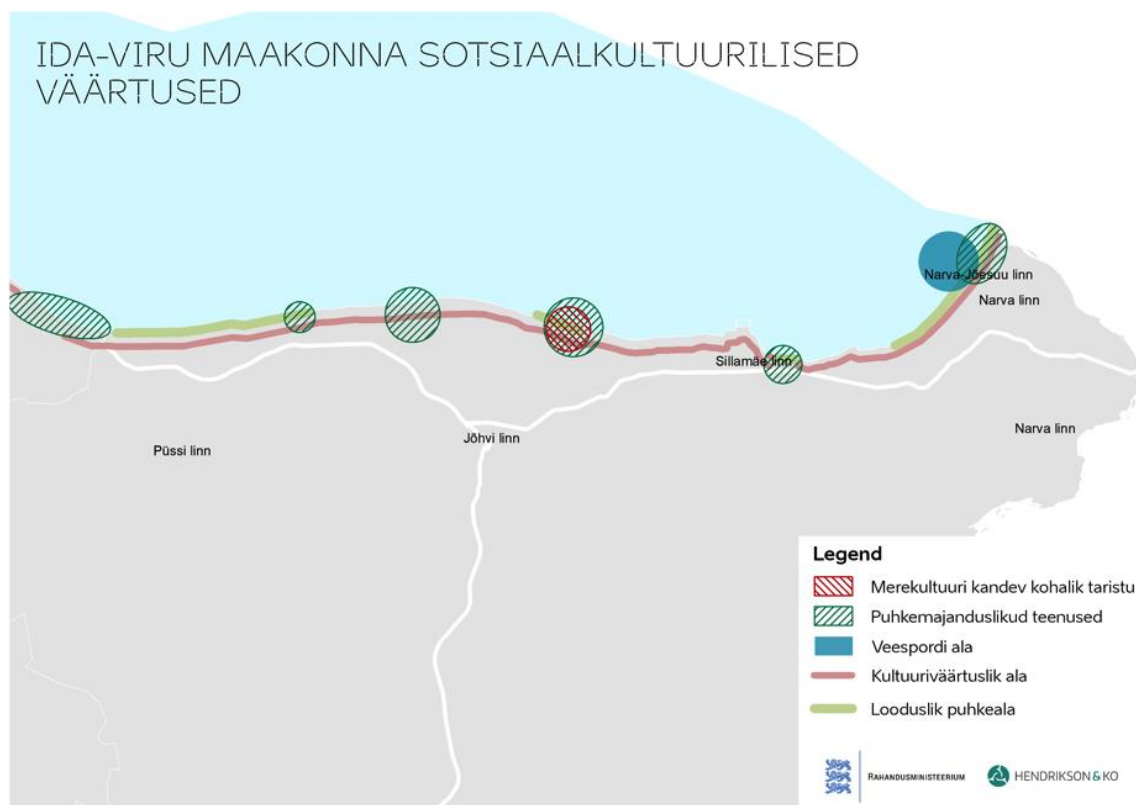 IDA-VIRU MAAKONNA SOTSIAALKULTUURILISED
VÄÄRTUSED
Narva-Jõesuu linn
Narva linn
Sillamäe linn
Jõhvi linn
Narva linn
Püssi linn
Legend
Merekultuuri kandev kohalik taristu
Puhkemajanduslikud teenused
Veespordi ala
Kultuuriväärtuslik ala
Looduslik puhkeala
RAHANDUSMINISTEERIUM
HENDRIKSON & KO